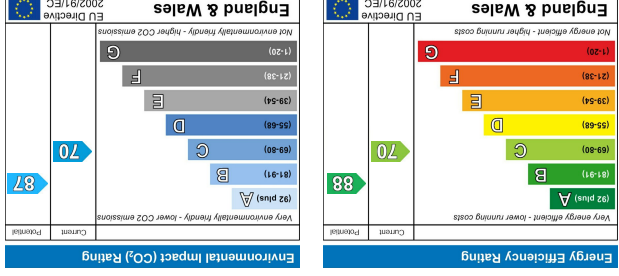 Energy Efficiency Rating
Current
Potential
Very energy efficient - lower running costs
(92 plus) A
(81-91) B
(69-80) C
(55-68) D
(39-54) E
(21-38) F
(1-20) G
70
88
Not energy efficient - higher running costs
England & Wales
EU Directive
2002/91/EC
Environmental Impact (CO₂) Rating
Current
Potential
Very environmentally friendly - lower CO2 emissions
(92 plus) A
(81-91) B
(69-80) C
(55-68) D
(39-54) E
(21-38) F
(1-20) G
70
87
Not environmentally friendly - higher CO2 emissions
England & Wales
EU Directive
2002/91/EC